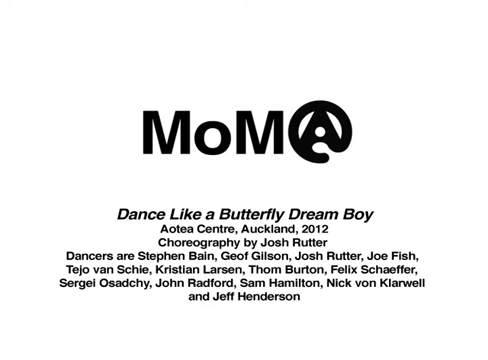 MoMA
Dance Like a Butterfly Dream Boy
Aotea Centre, Auckland, 2012
Choreography by Josh Rutter
Dancers are Stephen Bain, Geof Gilson, Josh Rutter, Joe Fish,
Tejo van Schie, Kristian Larsen, Thom Burton, Felix Schaeffer,
Sergei Osadchy, John Radford, Sam Hamilton, Nick von Klarwell
and Jeff Henderson